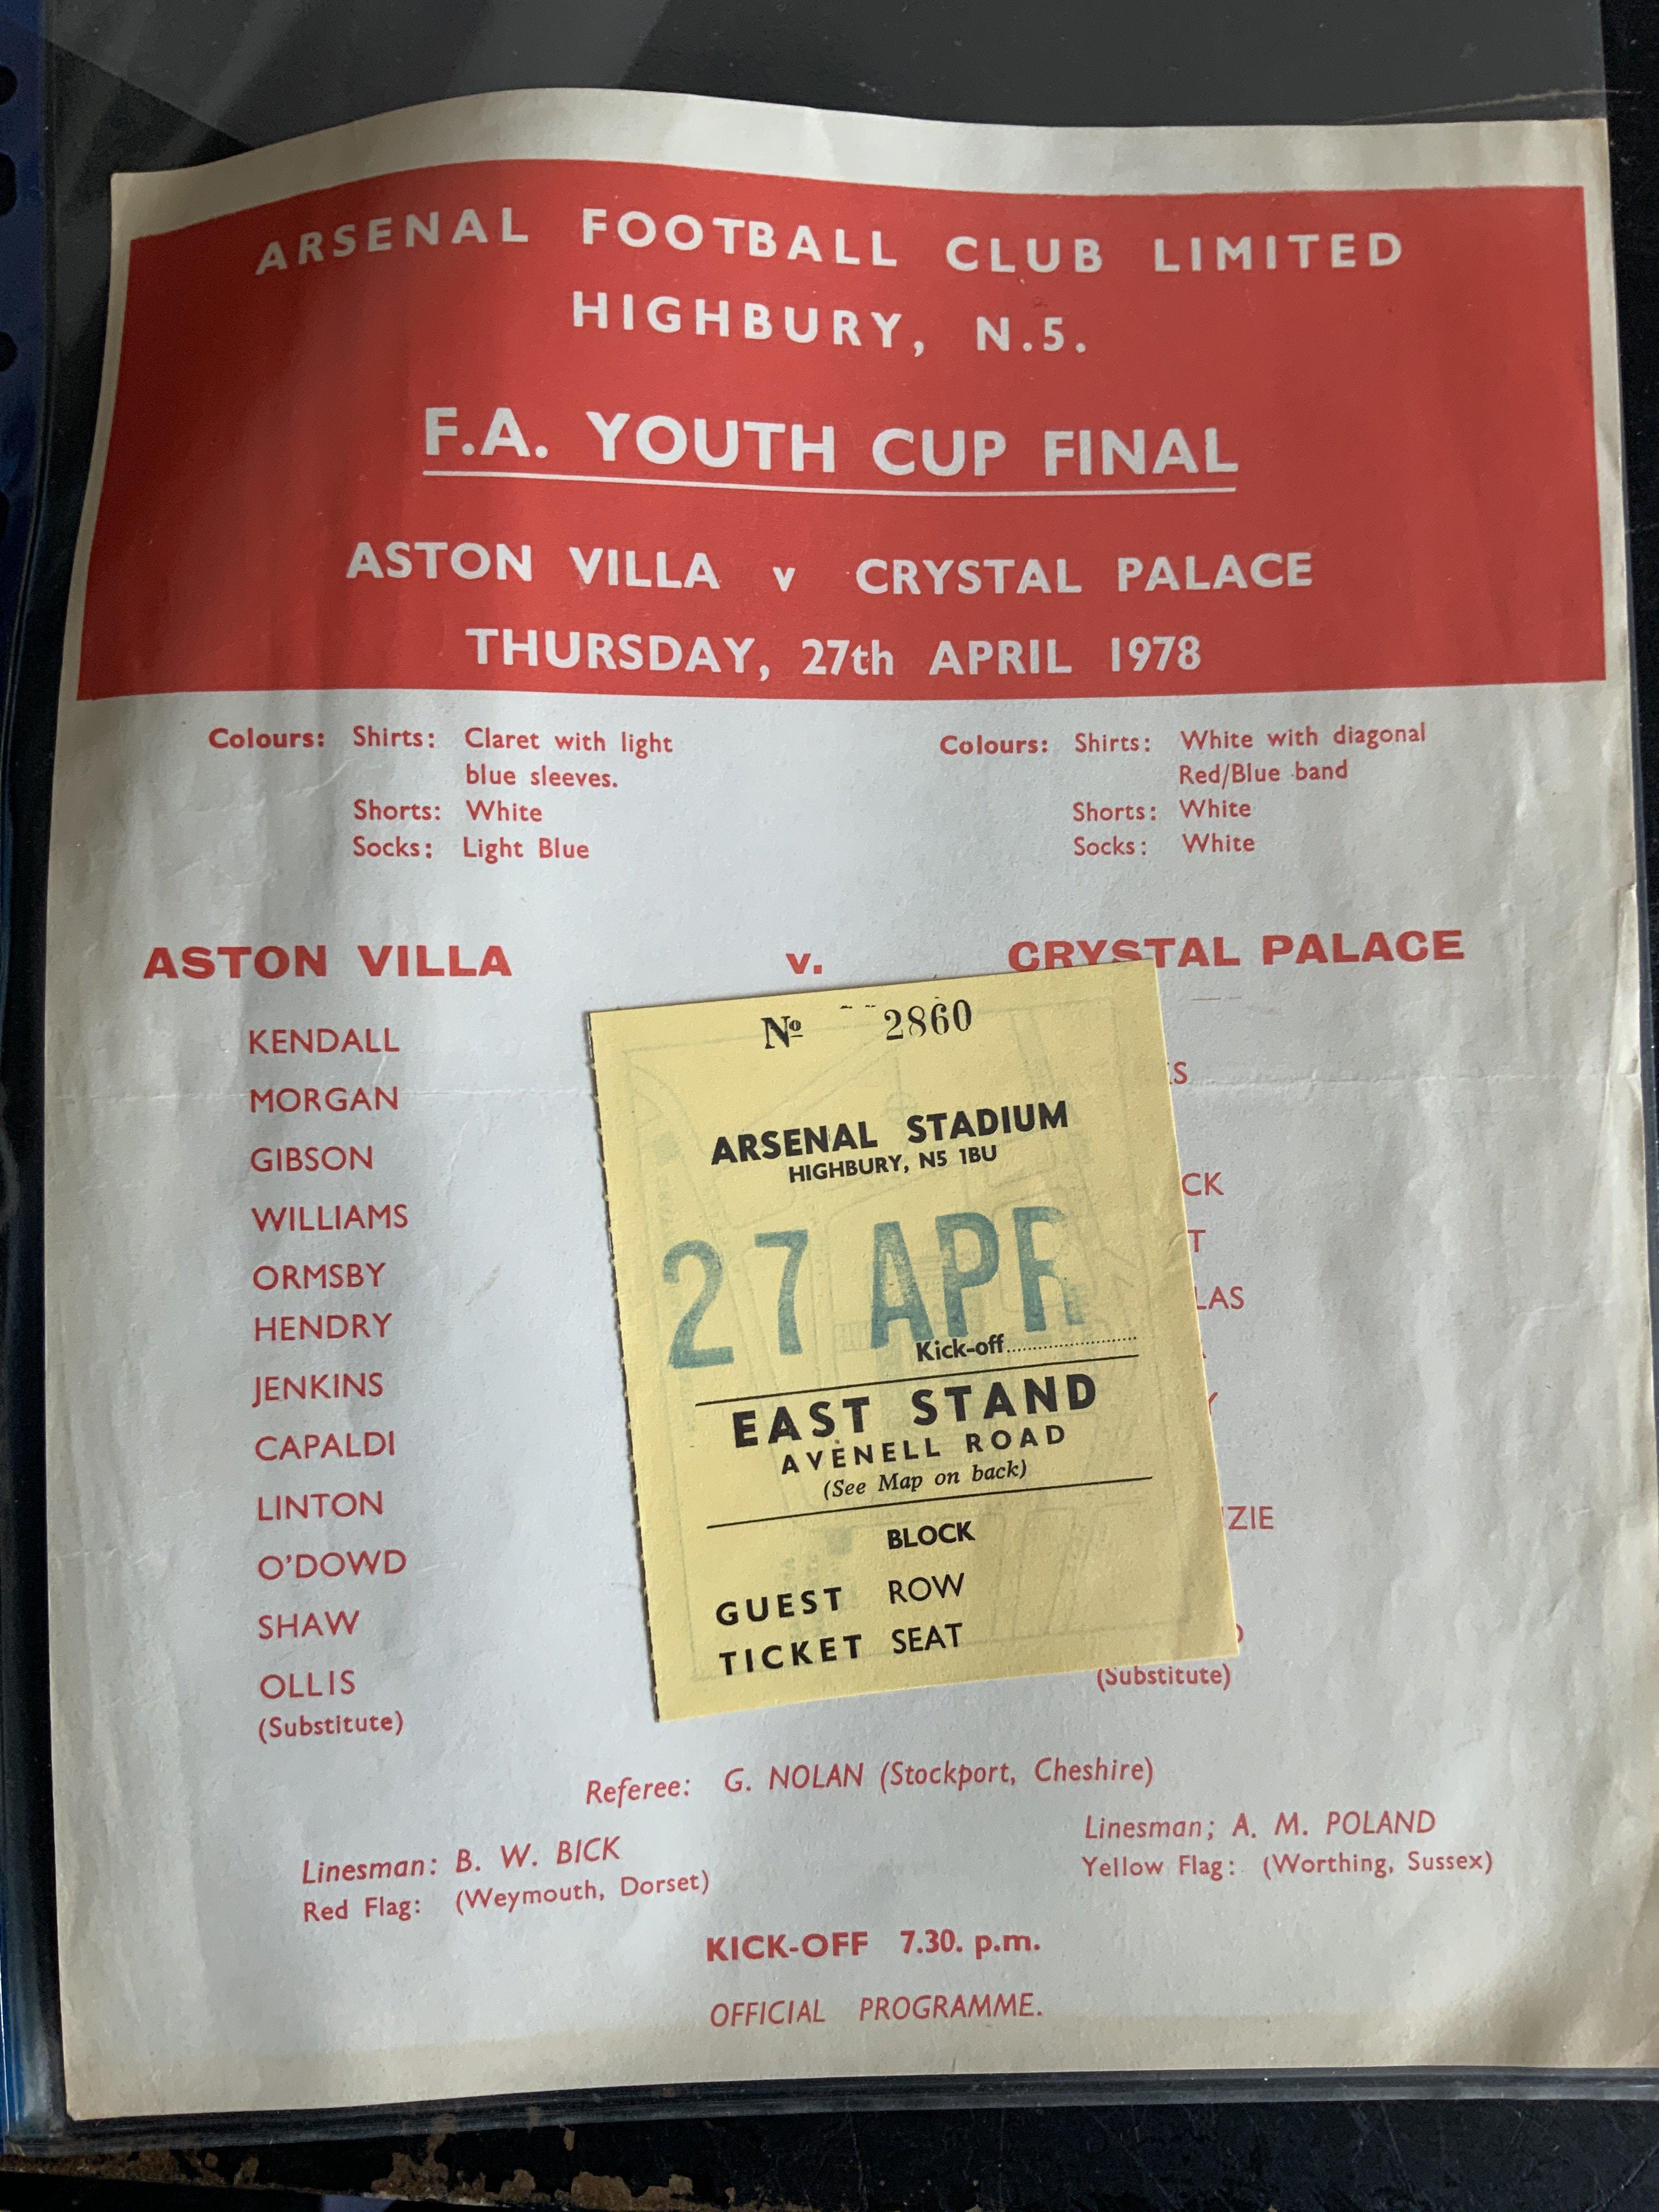 ARSENAL FOOTBALL CLUB LIMITED
HIGHBURY, N.5.
F.A. YOUTH CUP FINAL
ASTON VILLA v CRYSTAL PALACE
THURSDAY, 27th APRIL 1978
Colours: Shirts: Claret with light
blue sleeves.
Shorts: White
Socks: Light Blue
Colours: Shirts: White with diagonal
Red/Blue band
Shorts: White
Socks: White
ASTON VILLA v. CRYSTAL PALACE
KENDALL
MORGAN
GIBSON
WILLIAMS
ORMSBY
HENDRY
JENKINS
CAPALDI
LINTON
O'DOWD
SHAW
OLLIS
(Substitute)
Nº 2860
ARSENAL STADIUM
HIGHBURY, N5 1BU
27 APR
Kick-off....................
EAST STAND
AVENELL ROAD
(See Map on back)
BLOCK
GUEST ROW
TICKET SEAT
(Substitute)
Referee: G. NOLAN (Stockport, Cheshire)
Linesman: B. W. BICK
Red Flag: (Weymouth, Dorset)
Linesman; A. M. POLAND
Yellow Flag: (Worthing, Sussex)
KICK-OFF 7.30. p.m.
OFFICIAL PROGRAMME.